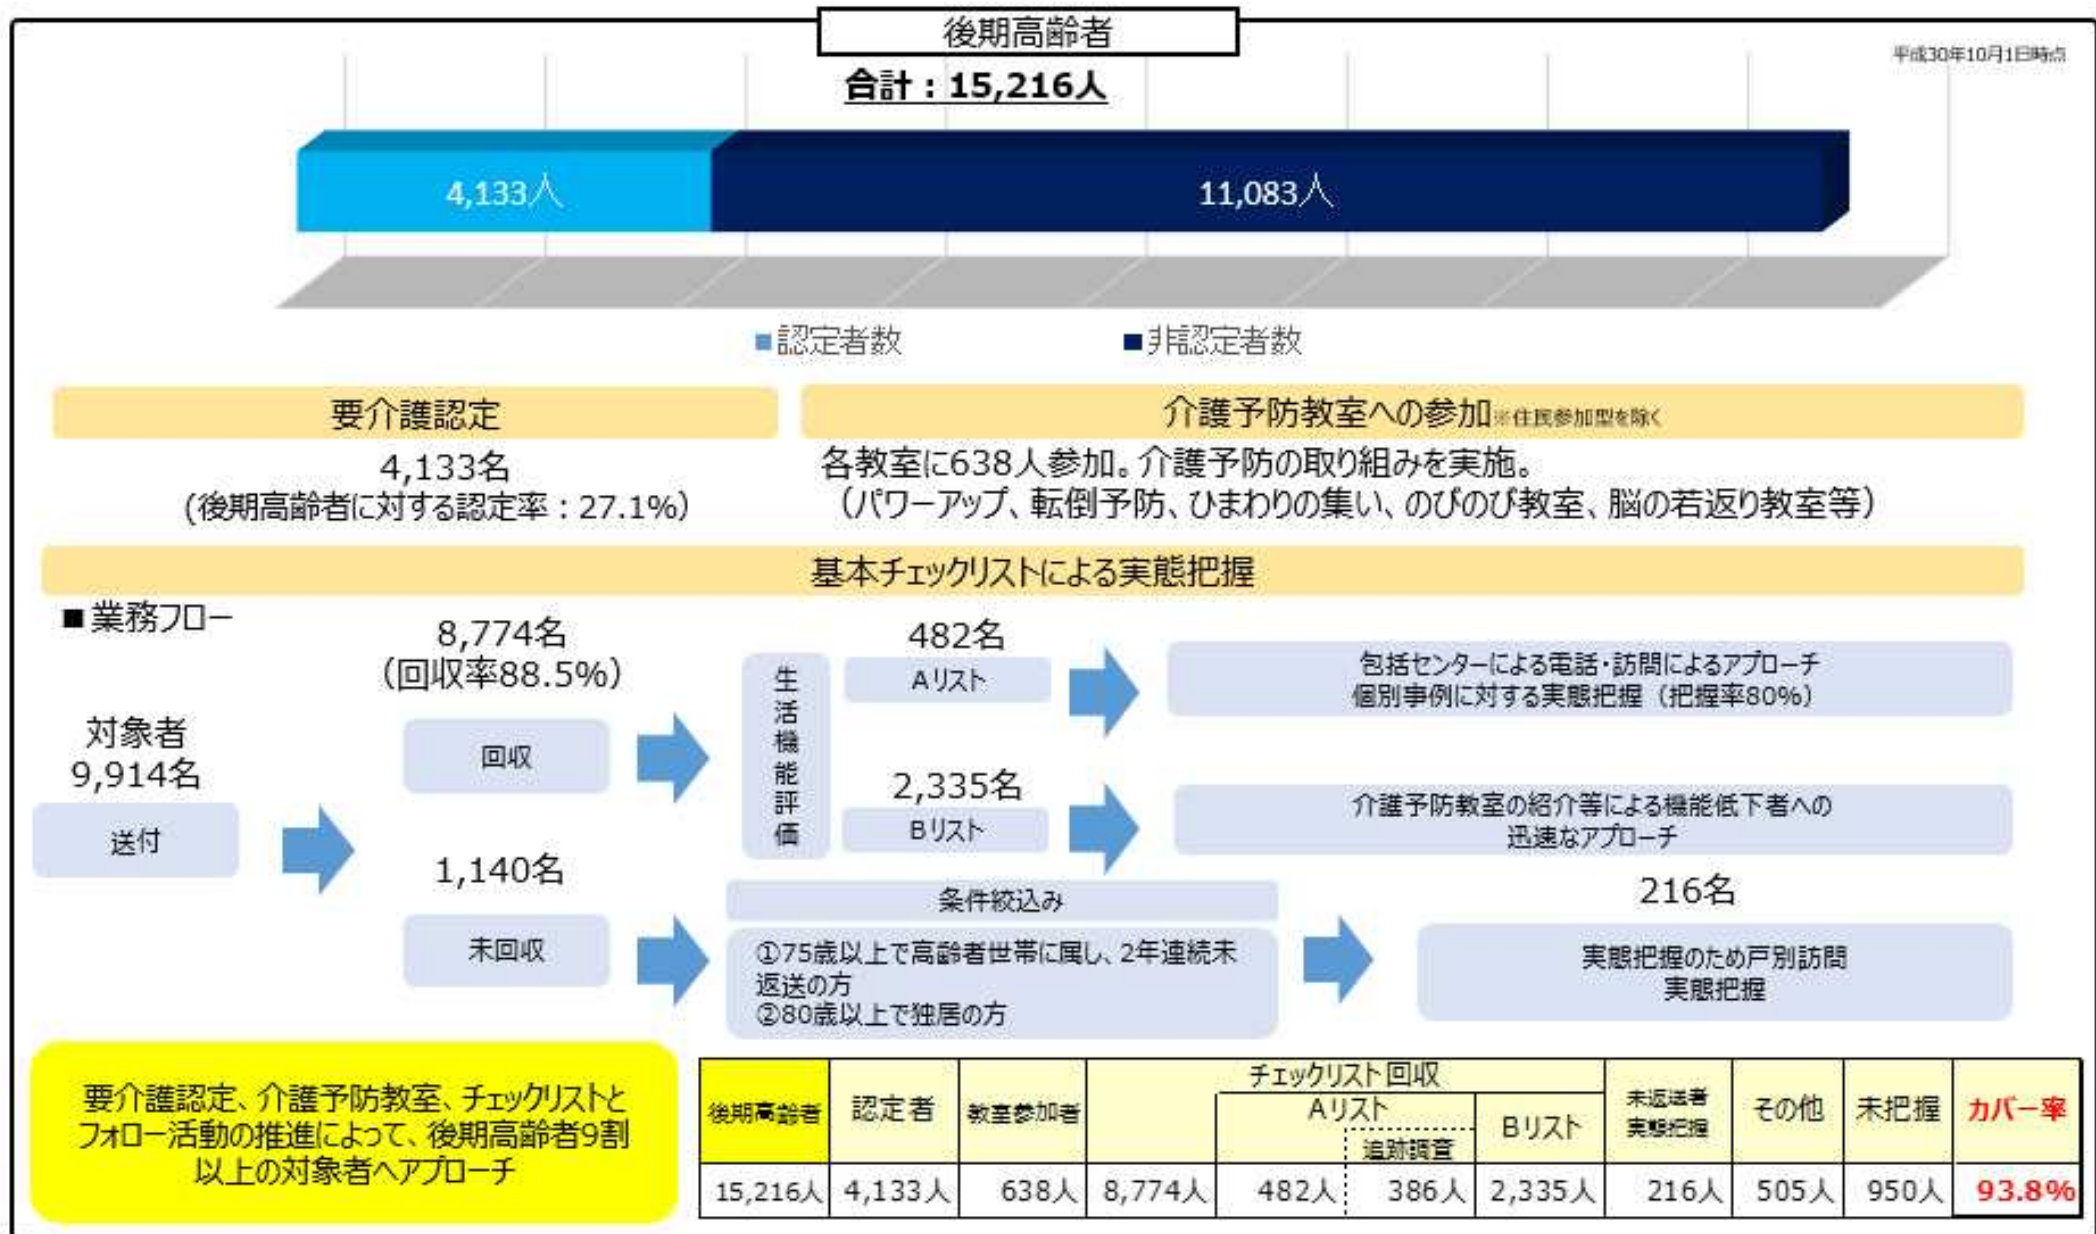 後期高齢者
平成30年10月1日時点
合計：15,216人
4,133人
11,083人
■認定者数
■非認定者数
要介護認定
4,133名
(後期高齢者に対する認定率：27.1%)
介護予防教室への参加※住民参加型を除く
各教室に638人参加。介護予防の取り組みを実施。
（パワーアップ、転倒予防、ひまわりの集い、のびのび教室、脳の若返り教室等）
基本チェックリストによる実態把握
■業務フロー
対象者
9,914名
送付
8,774名
（回収率88.5%）
回収
1,140名
未回収
生活機能評価
482名
Aリスト
包括センターによる電話・訪問によるアプローチ
個別事例に対する実態把握（把握率80%）
2,335名
Bリスト
介護予防教室の紹介等による機能低下者への
迅速なアプローチ
条件絞込み
①75歳以上で高齢者世帯に属し、2年連続未
返送の方
②80歳以上で独居の方
216名
実態把握のため戸別訪問
実態把握
要介護認定、介護予防教室、チェックリストと
フォロー活動の推進によって、後期高齢者9割
以上の対象者へアプローチ
チェックリスト回収
後期高齢者 認定者 教室参加者 Aリスト 追跡調査 Bリスト 未返送者実態把握 その他 未把握 カバー率
15,216人 4,133人 638人 8,774人 482人 386人 2,335人 216人 505人 950人 93.8%